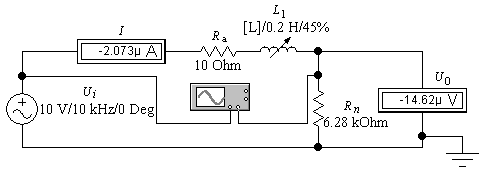 I
-2.073µ A
Rа
10 Ohm
L1
[L]/0.2 H/45%
Ui
10 V/10 kHz/0 Deg
Rn
6.28 kOhm
U0
-14.62µ V